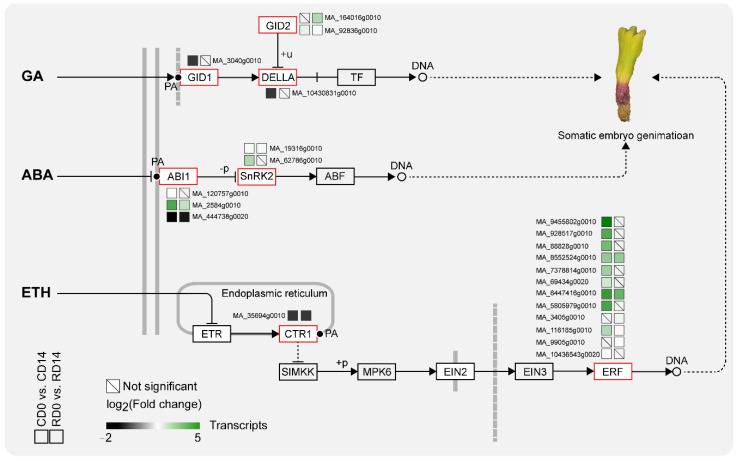 GID2
MA_164016g0010
MA_92836g0010
+u
MA_3040g0010
GA
PA
GID1
DELLA
TF
DNA
MA_10430831g0010
Somatic embryo genimatioan
MA_19316g0010
MA_62786g0010
PA
ABA
ABI1
-p
SnRK2
ABF
DNA
MA_120757g0010
MA_2584g0010
MA_444738g0020
MA_9455802g0010
MA_928517g0010
MA_88828g0010
MA_8552524g0010
MA_7378814g0010
MA_69434g0020
MA_8447416g0010
MA_5805979g0010
MA_3405g0010
MA_116185g0010
MA_9905g0010
MA_10436543g0020
ETH
Endoplasmic reticulum
MA_35694g0010
ETR
CTR1
PA
SIMKK
+p
MPK6
EIN2
EIN3
ERF
DNA
CD0 vs. CD14
RD0 vs. RD14
Not significant
log2(Fold change)
Transcripts
-2
5